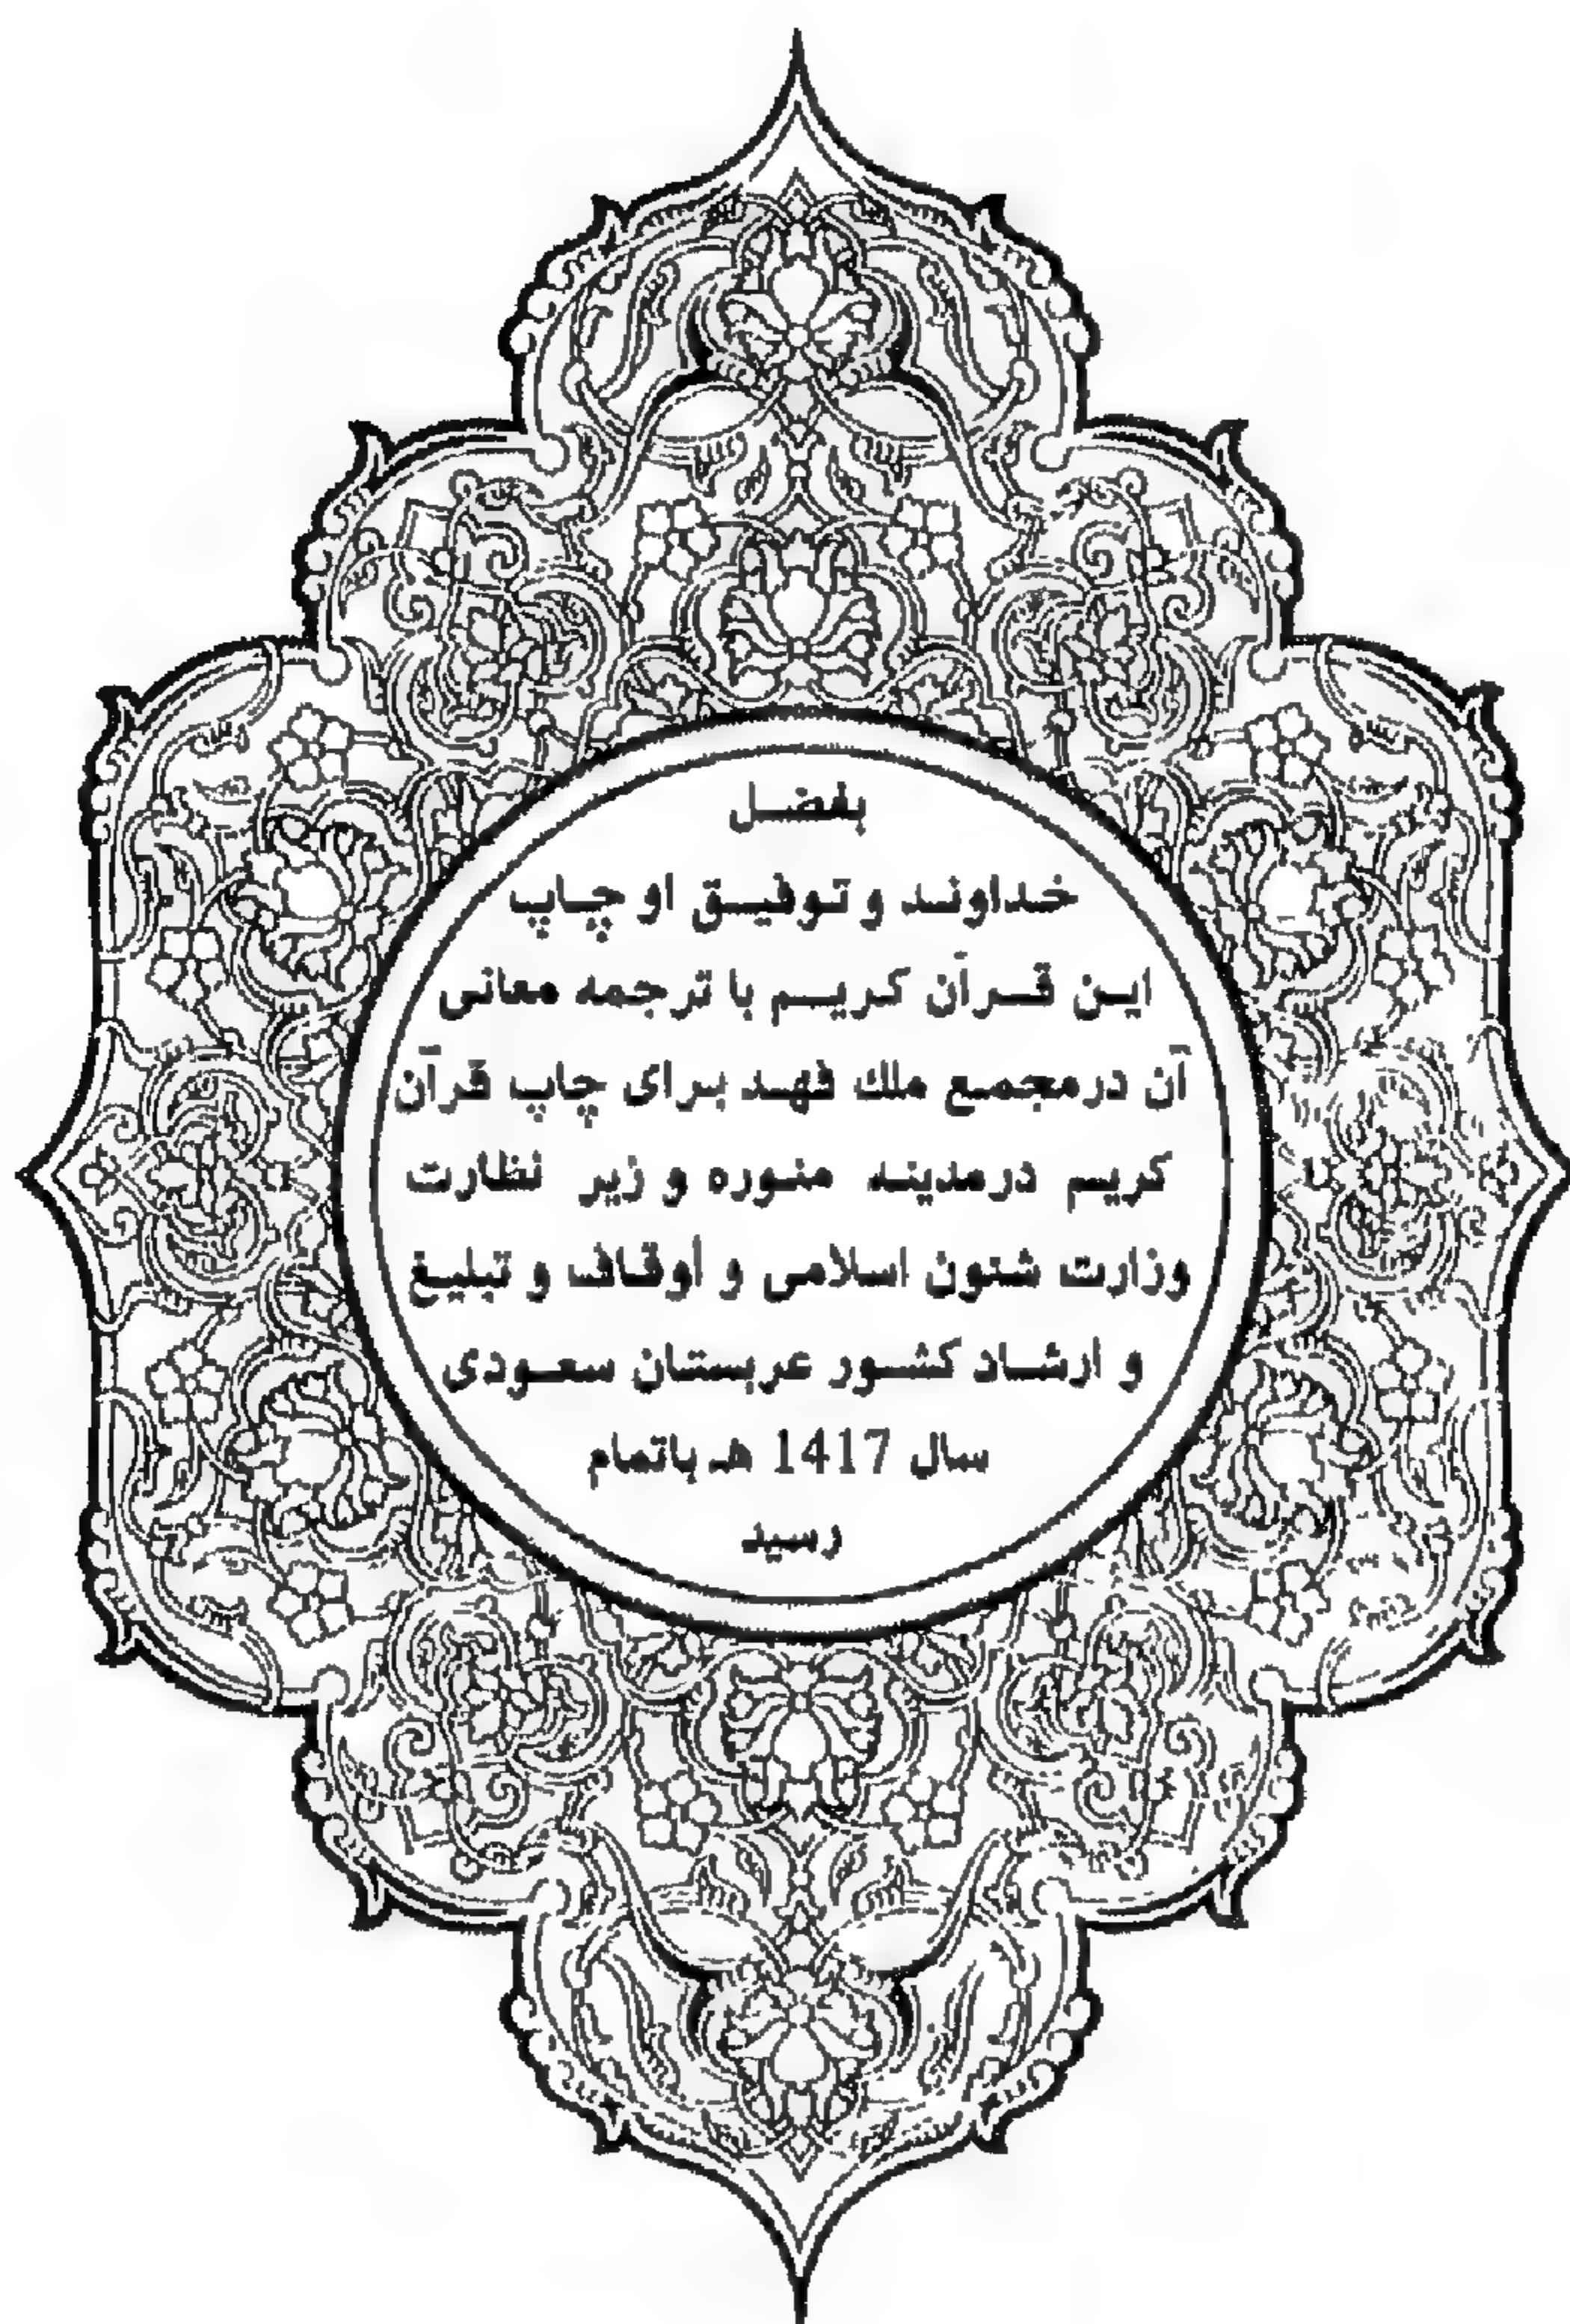 بفضل
خداوند و توفیق او چاپ
این قرآن کریم با ترجمه معانی
آن درمجمع ملك فهد برای چاپ قرآن
کریم درمدینه منوره و زیر نظارت
وزارت شئون اسلامی و أوقاف و تبلیغ
و ارشاد کشور عربستان سعودی
سال 1417 هـ باتمام
رسید